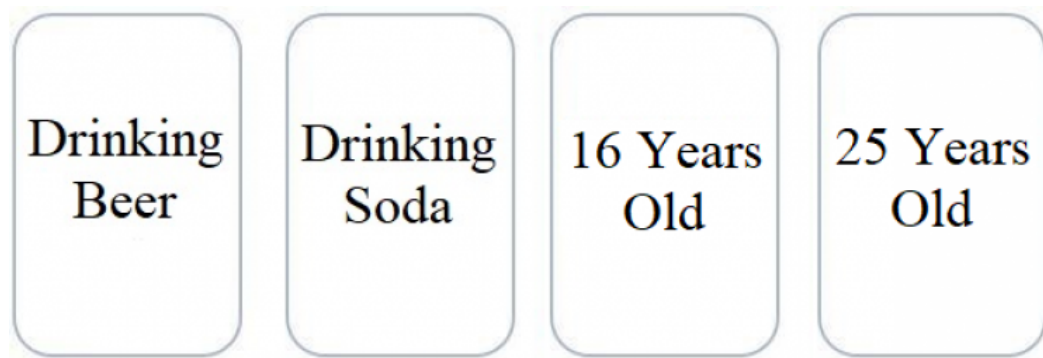 Drinking
Beer
Drinking
Soda
16 Years
Old
25 Years
Old